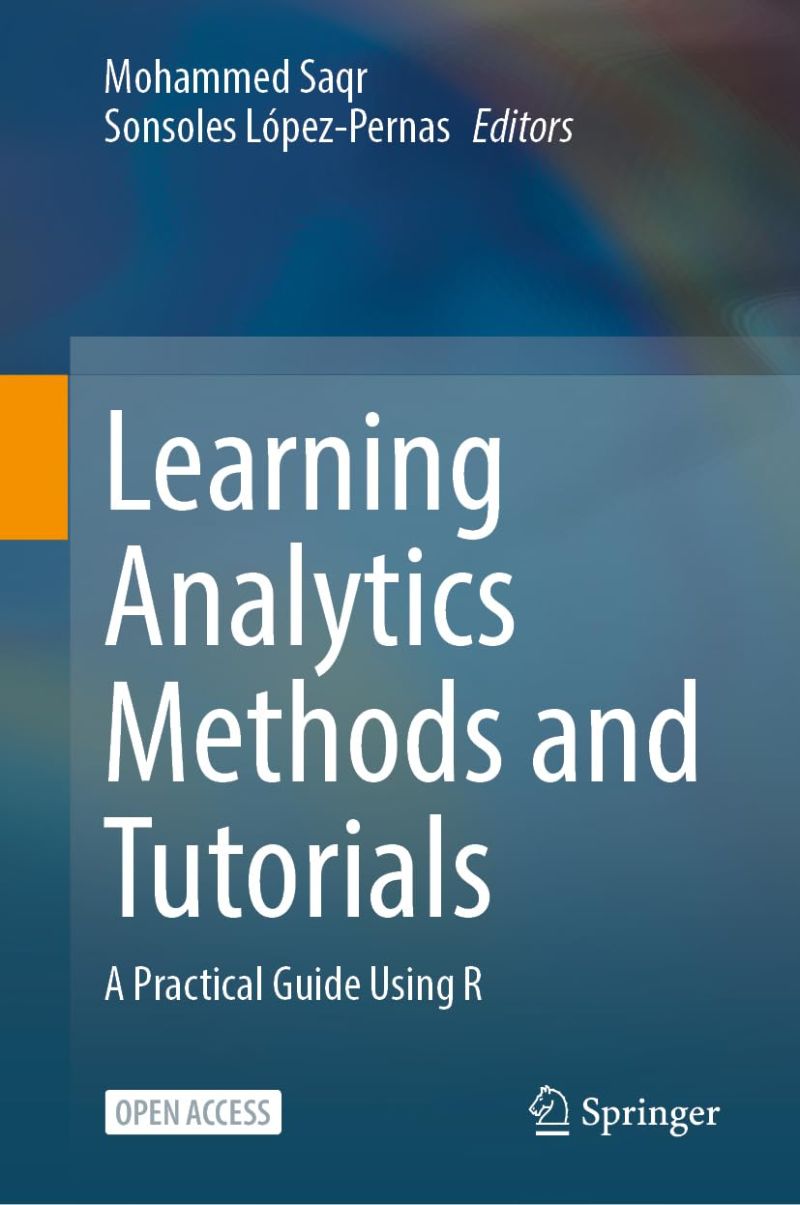 Mohammed Saqr
Sonsoles López-Pernas Editors
Learning
Analytics
Methods and
Tutorials
A Practical Guide Using R
OPEN ACCESS
Springer